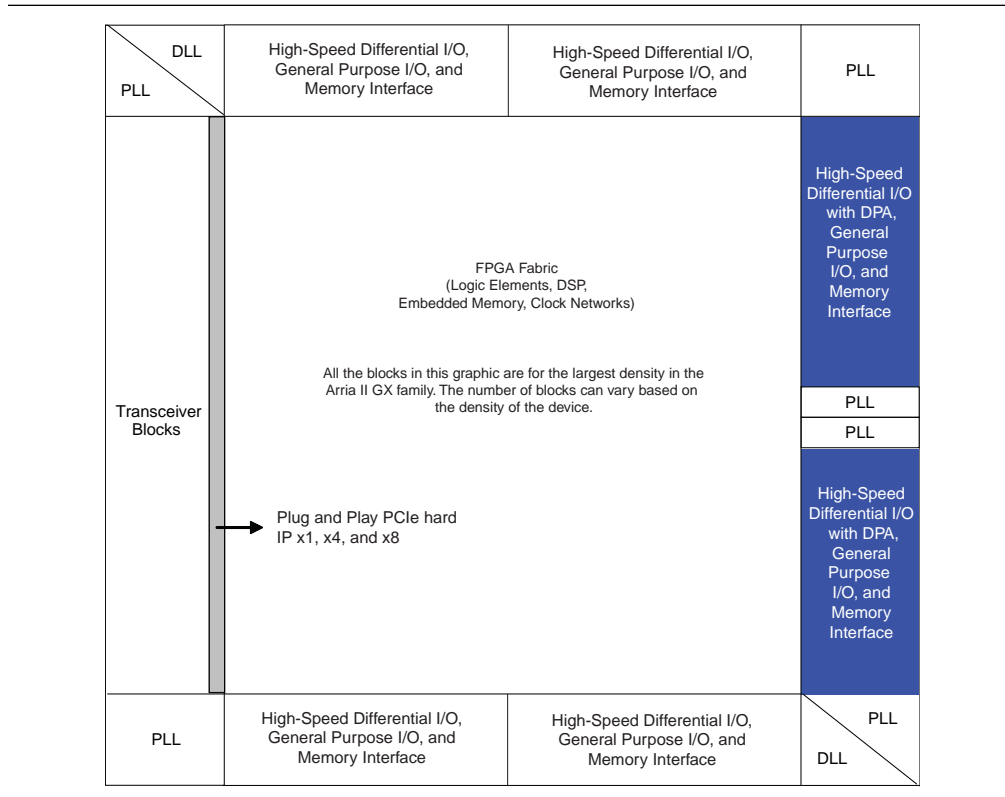 DLL
PLL
High-Speed Differential I/O,
General Purpose I/O, and
Memory Interface
High-Speed Differential I/O,
General Purpose I/O, and
Memory Interface
PLL
Transceiver
Blocks
FPGA Fabric
(Logic Elements, DSP,
Embedded Memory, Clock Networks)
All the blocks in this graphic are for the largest density in the
Arria II GX family. The number of blocks can vary based on
the density of the device.
Plug and Play PCIe hard
IP x1, x4, and x8
High-Speed
Differential I/O
with DPA,
General
Purpose
I/O, and
Memory
Interface
PLL
PLL
High-Speed
Differential I/O
with DPA,
General
Purpose
I/O, and
Memory
Interface
PLL
High-Speed Differential I/O,
General Purpose I/O, and
Memory Interface
High-Speed Differential I/O,
General Purpose I/O, and
Memory Interface
PLL
DLL